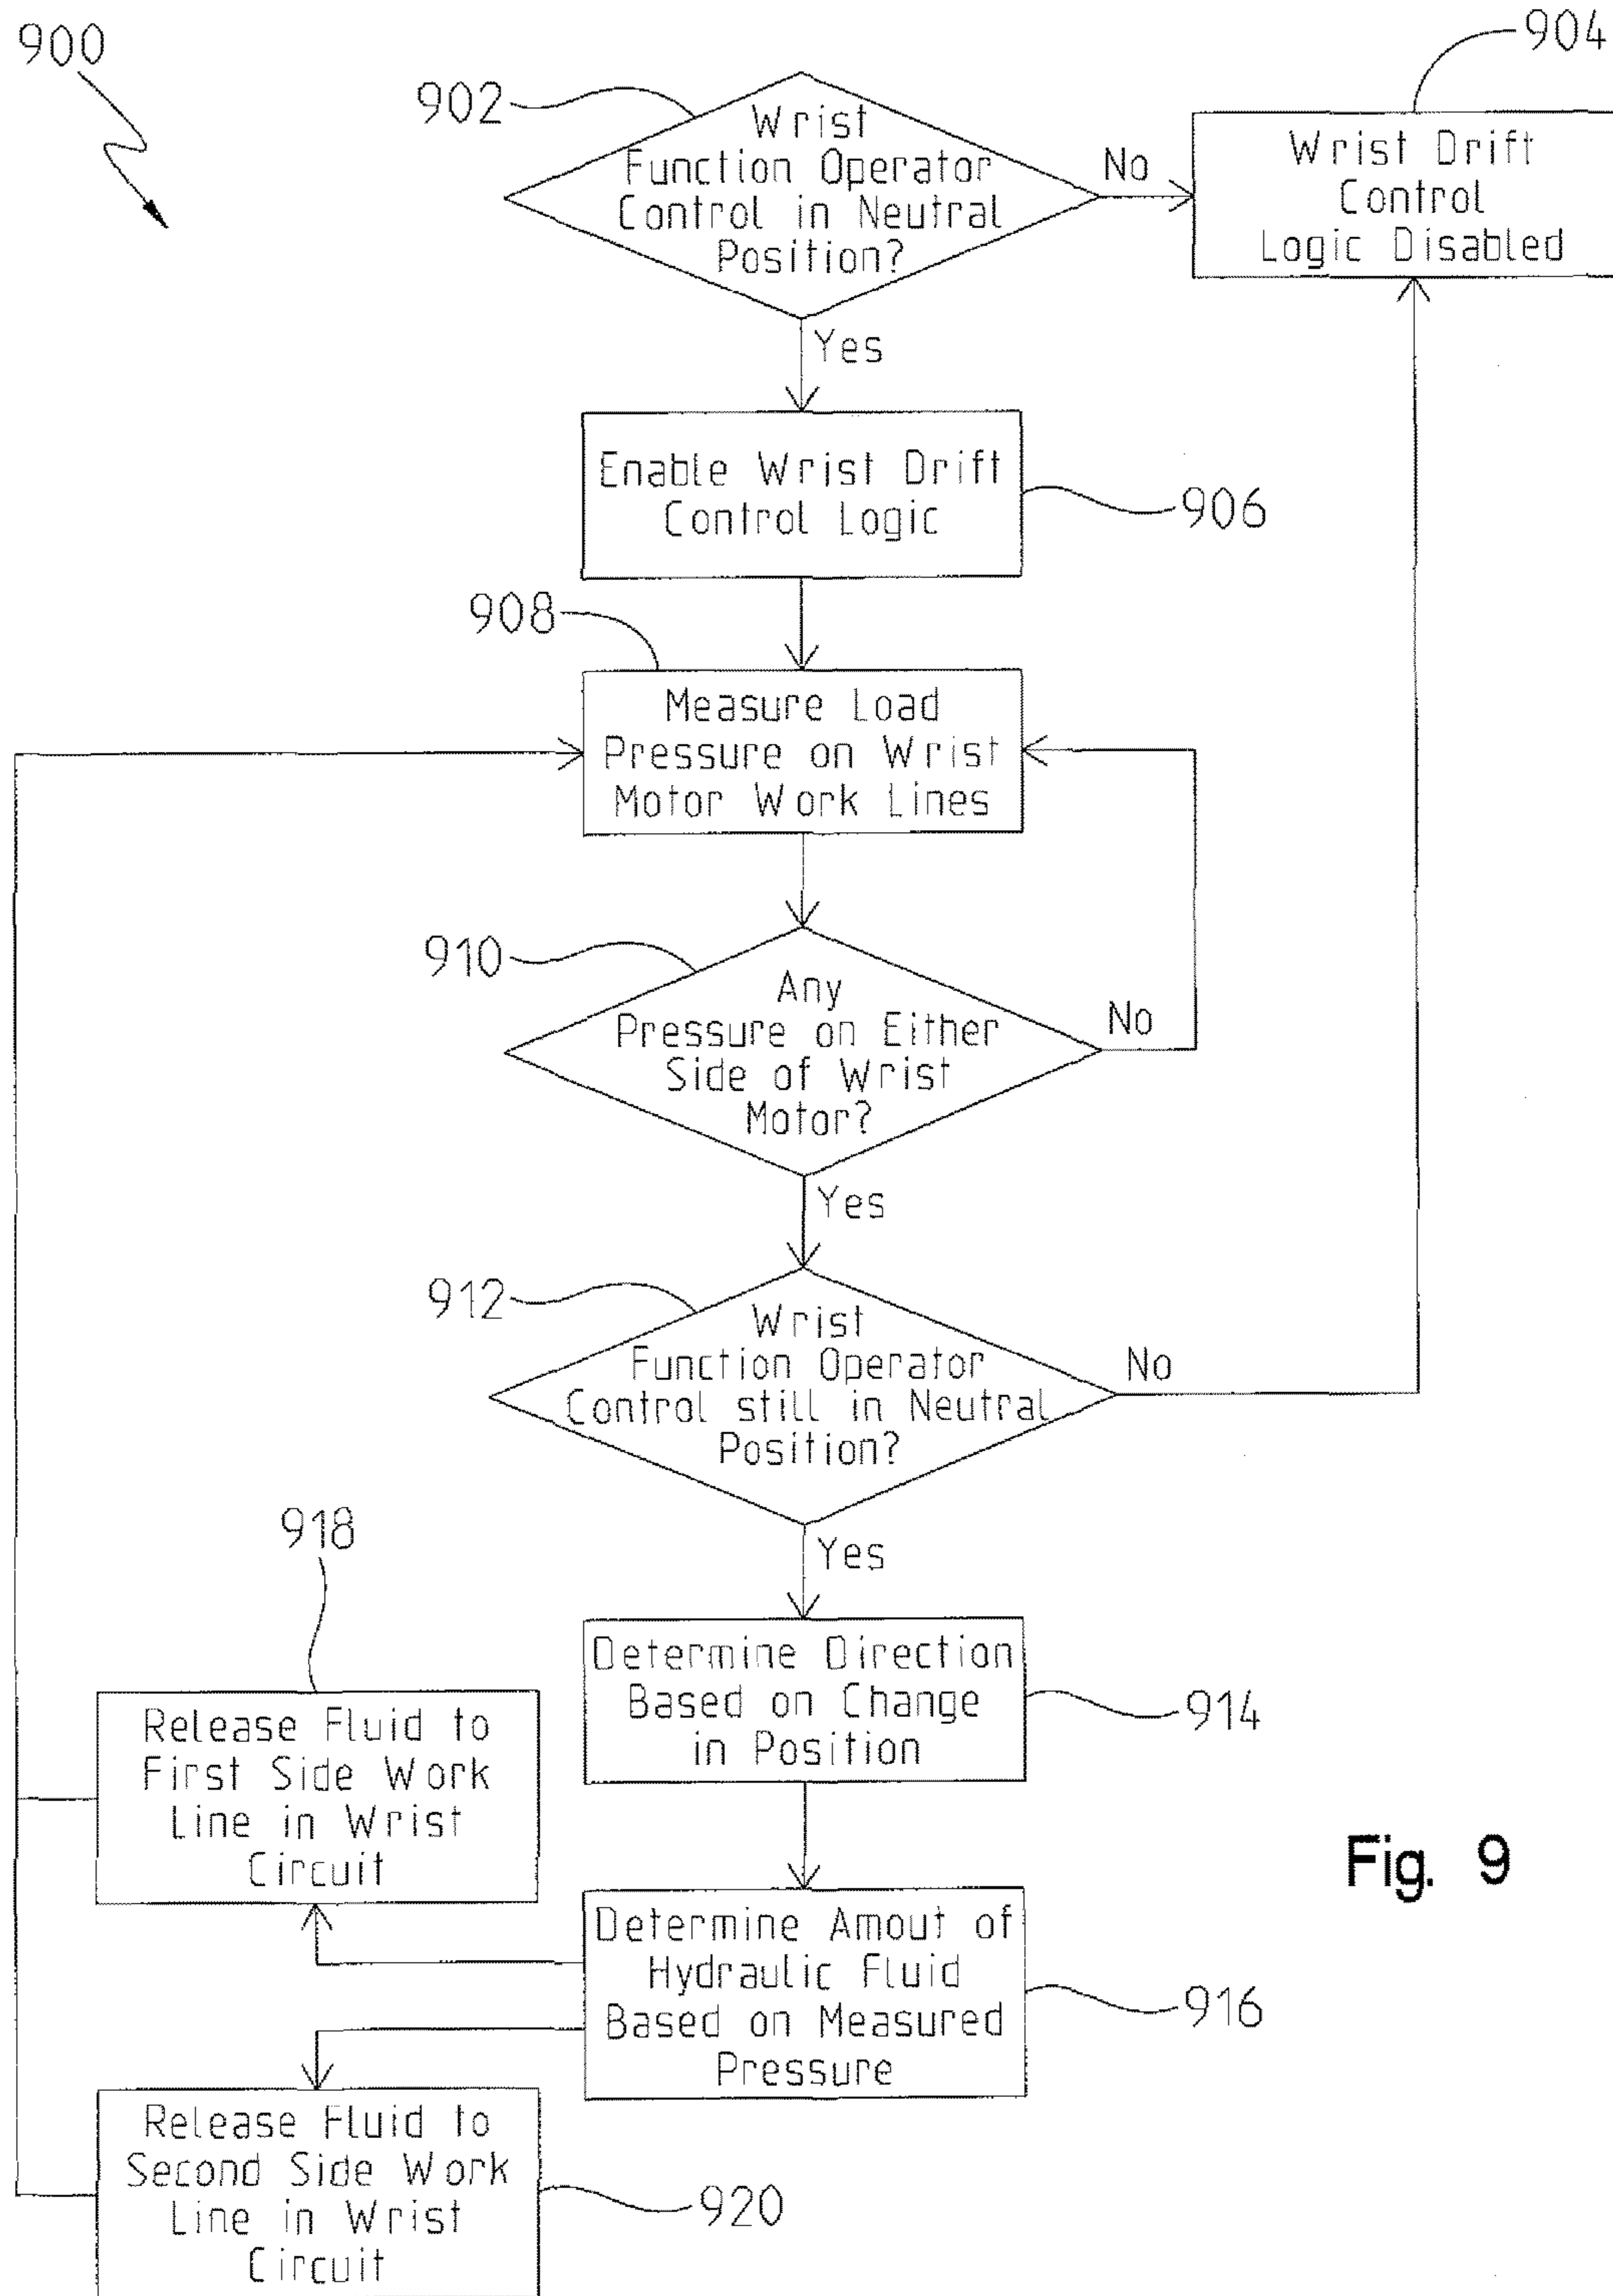 900
902
Wrist
Function Operator
Control in Neutral
Position?
No
904
Wrist Drift
Control
Logic Disabled
Yes
Enable Wrist Drift
Control Logic
906
908
Measure Load
Pressure on Wrist
Motor Work Lines
910
Any
Pressure on Either
Side of Wrist
Motor?
No
Yes
912
Wrist
Function Operator
Control still in Neutral
Position?
No
Yes
Determine Direction
Based on Change
in Position
914
918
Release Fluid to
First Side Work
Line in Wrist
Circuit
Determine Amout of
Hydraulic Fluid
Based on Measured
Pressure
916
Release Fluid to
Second Side Work
Line in Wrist
Circuit
920
Fig. 9